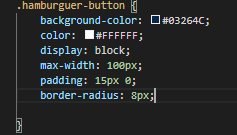 .hamburguer-button {
background-color: #03264C;
color: #FFFFFF;
display: block;
max-width: 100px;
padding: 15px 0;
border-radius: 8px;
}